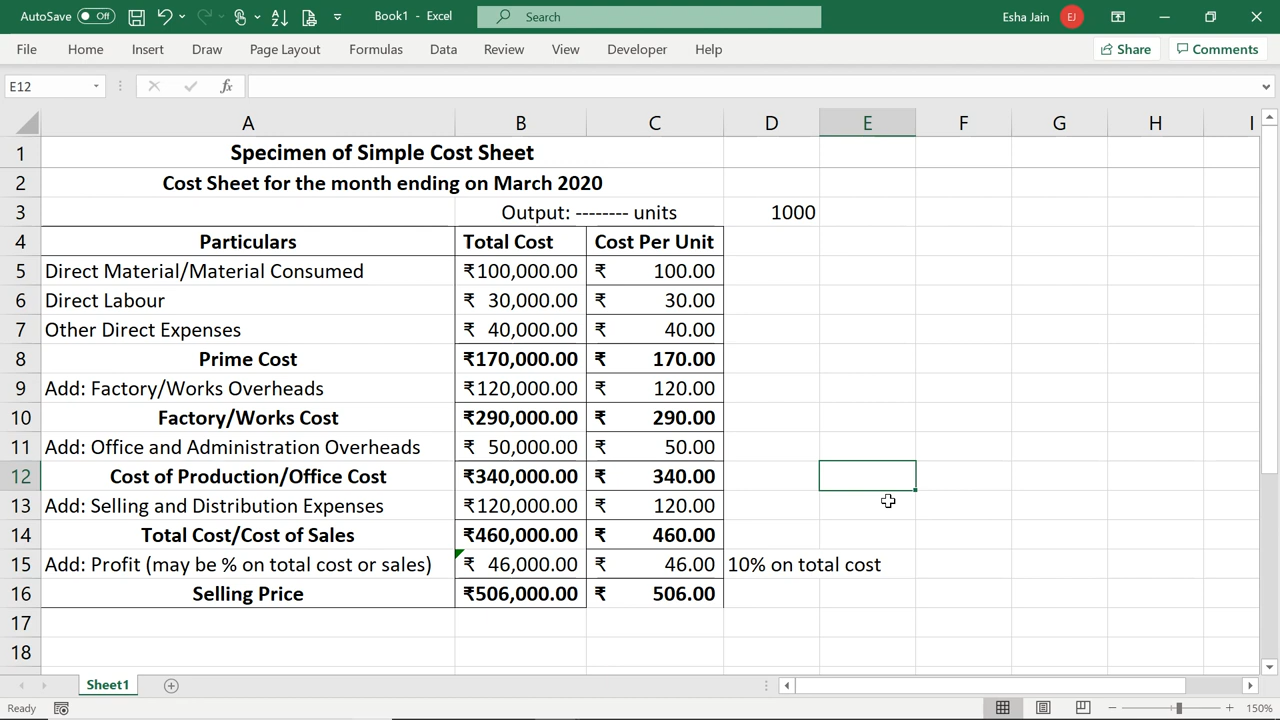 AutoSave Off Book1 - Excel Search Esha Jain EJ
File Home Insert Draw Page Layout Formulas Data Review View Developer Help Share Comments
E12 fx
A B C D E F G H I
1 Specimen of Simple Cost Sheet
2 Cost Sheet for the month ending on March 2020
3 Output: -------- units 1000
4 Particulars Total Cost Cost Per Unit
5 Direct Material/Material Consumed ₹100,000.00 ₹ 100.00
6 Direct Labour ₹ 30,000.00 ₹ 30.00
7 Other Direct Expenses ₹ 40,000.00 ₹ 40.00
8 Prime Cost ₹170,000.00 ₹ 170.00
9 Add: Factory/Works Overheads ₹120,000.00 ₹ 120.00
10 Factory/Works Cost ₹290,000.00 ₹ 290.00
11 Add: Office and Administration Overheads ₹ 50,000.00 ₹ 50.00
12 Cost of Production/Office Cost ₹340,000.00 ₹ 340.00
13 Add: Selling and Distribution Expenses ₹120,000.00 ₹ 120.00
14 Total Cost/Cost of Sales ₹460,000.00 ₹ 460.00
15 Add: Profit (may be % on total cost or sales) ₹ 46,000.00 ₹ 46.00 10% on total cost
16 Selling Price ₹506,000.00 ₹ 506.00
17
18
Sheet1
Ready 150%